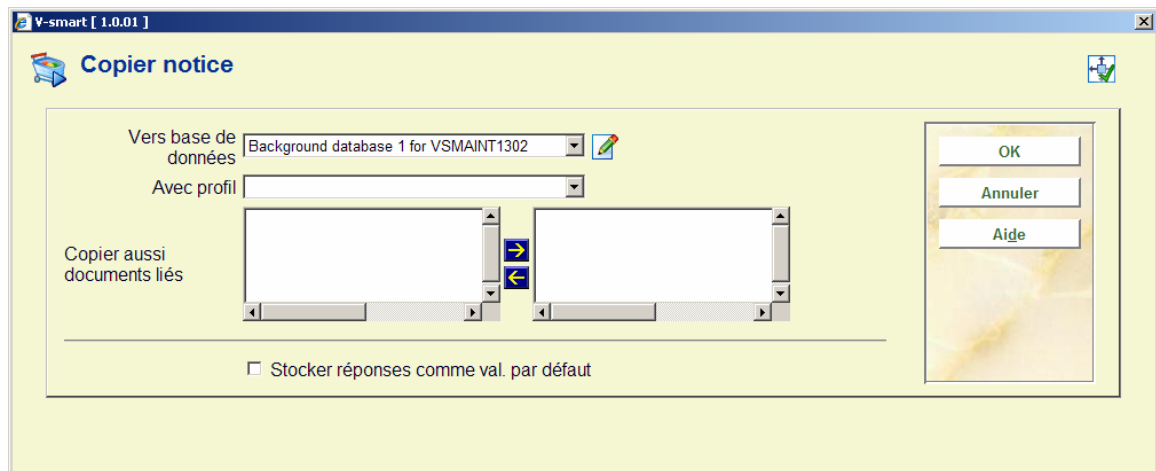 V-smart [ 1.0.01 ]
Copier notice
Vers base de
données
Background database 1 for VSMAINT1302
Avec profil
Copier aussi
documents liés
Stocker réponses comme val. par défaut
OK
Annuler
Aide